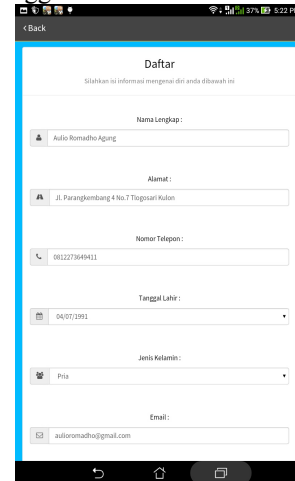 37% 5:22 PM
< Back
Daftar
Silahkan isi informasi mengenai diri anda dibawah ini
Nama Lengkap :
Aulio Romadho Agung
Alamat :
Jl. Parangkembang 4 No.7 Tlogosari Kulon
Nomor Telepon :
0812273649411
Tanggal Lahir :
04/07/1991
Jenis Kelamin :
Pria
Email :
aulioromadho@gmail.com